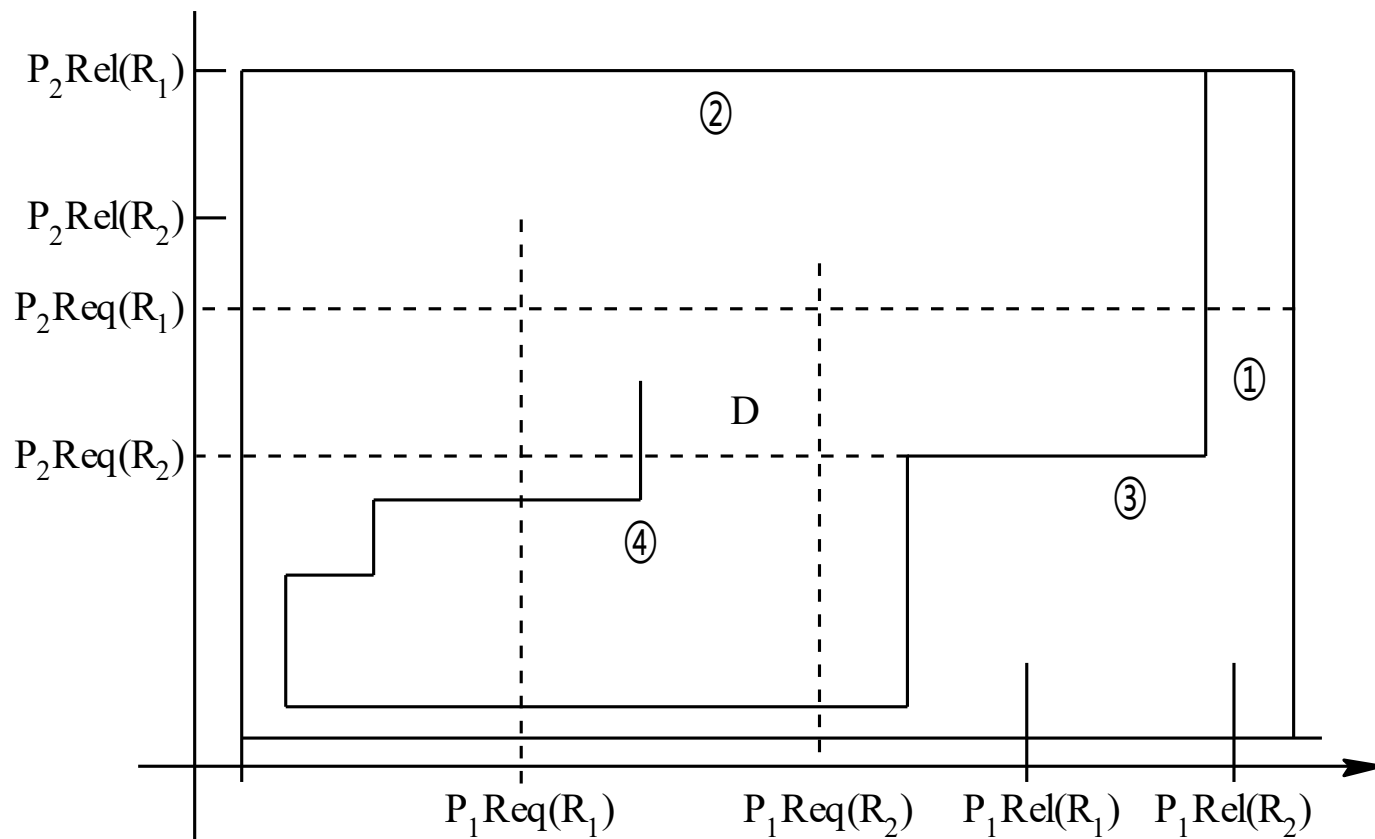 P₂Rel(R₁)
②
P₂Rel(R₂)
P₂Req(R₁)
①
D
P₂Req(R₂)
③
④
P₁Req(R₁) P₁Req(R₂) P₁Rel(R₁) P₁Rel(R₂)